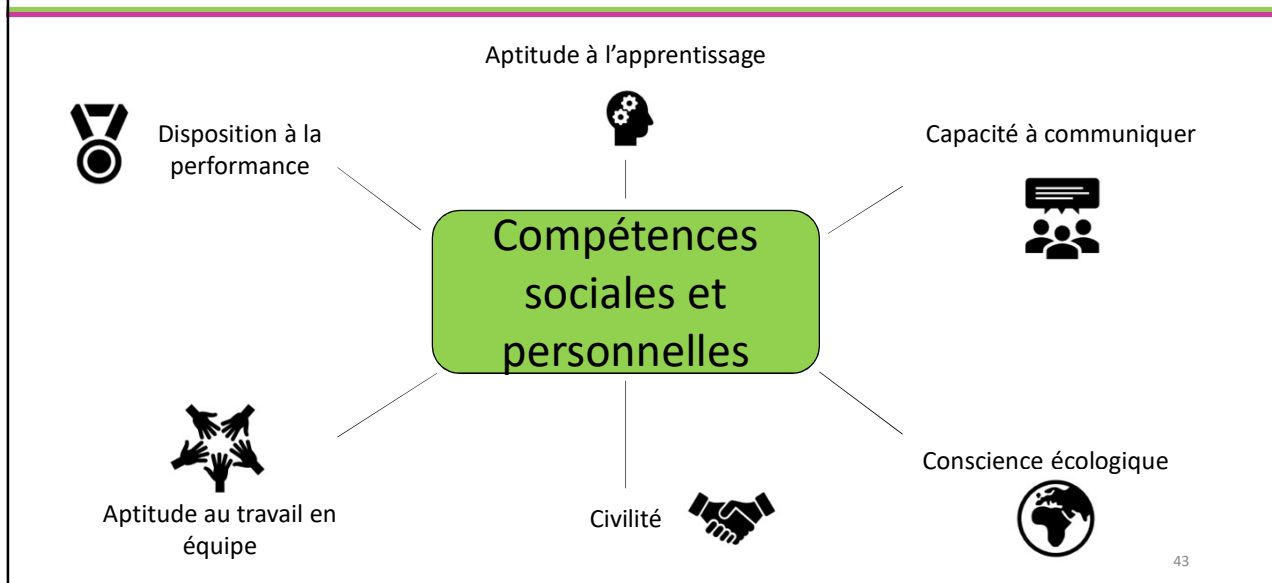 Aptitude à l’apprentissage
Disposition à la
performance
Capacité à communiquer
Compétences
sociales et
personnelles
Aptitude au travail en
équipe
Civilité
Conscience écologique
43